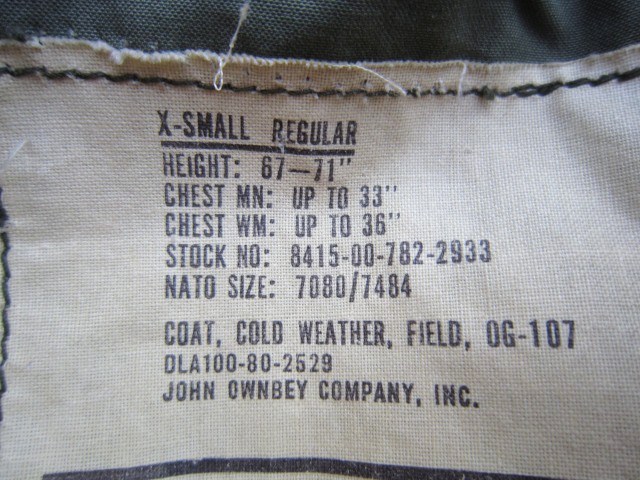 X-SMALL REGULAR
HEIGHT: 67-71"
CHEST MN: UP TO 33"
CHEST WM: UP TO 36"
STOCK NO: 8415-00-782-2933
NATO SIZE: 7080/7484
COAT, COLD WEATHER, FIELD, OG-107
DLA100-80-2529
JOHN OWNBEY COMPANY, INC.